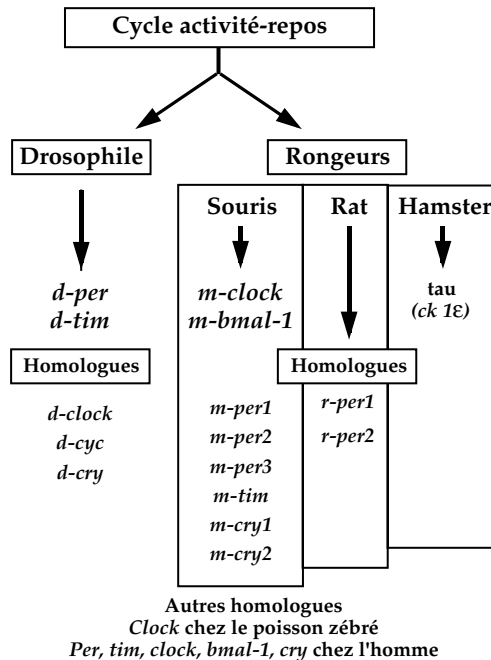 Cycle activité-repos
Drosophile
Rongeurs
d-per
d-tim
Homologues
d-clock
d-cyc
d-cry
Souris
m-clock
m-bmal-1
Rat
Hamster
tau
(ck 1ε)
Homologues
m-per1
m-per2
m-per3
m-tim
m-cry1
m-cry2
r-per1
r-per2
Autres homologues
Clock chez le poisson zébré
Per, tim, clock, bmal-1, cry chez l'homme